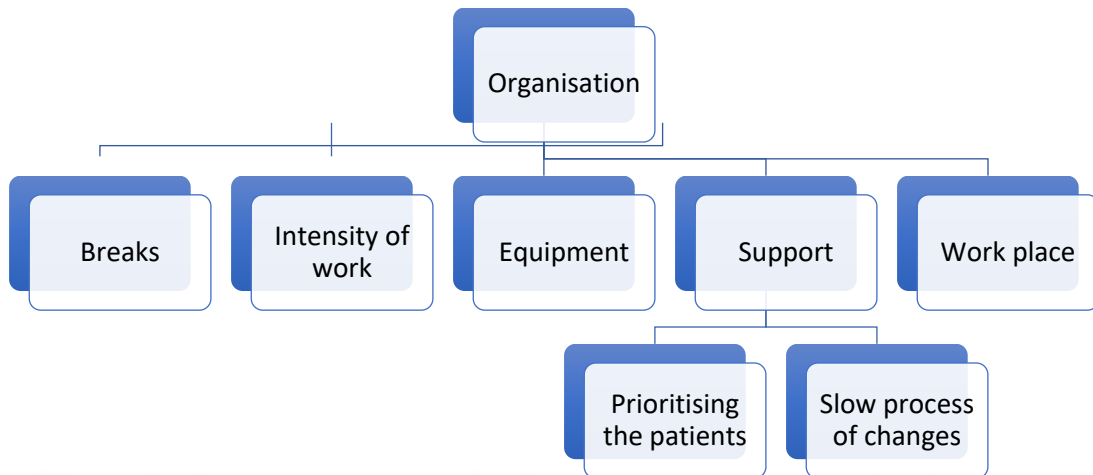 Organisation
Breaks
Intensity of
work
Equipment
Support
Work place
Prioritising
the patients
Slow process
of changes